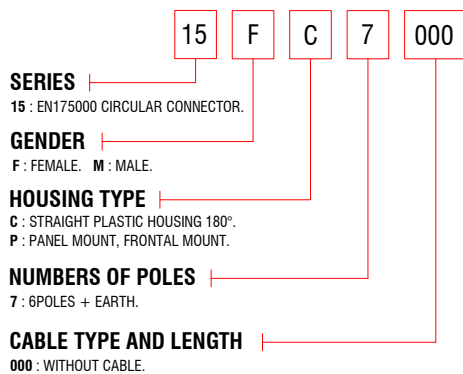 15 F C 7 000
SERIES
15 : EN175000 CIRCULAR CONNECTOR.
GENDER
F : FEMALE. M : MALE.
HOUSING TYPE
C : STRAIGHT PLASTIC HOUSING 180°.
P : PANEL MOUNT, FRONTAL MOUNT.
NUMBERS OF POLES
7 : 6POLES + EARTH.
CABLE TYPE AND LENGTH
000 : WITHOUT CABLE.